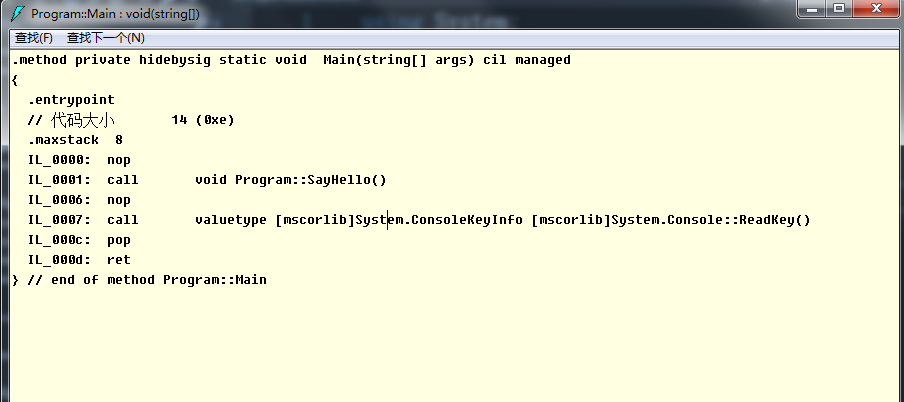 Program::Main : void(string[])
using System;
查找(F) 查找下一个(N)
.method private hidebysig static void  Main(string[] args) cil managed
{
  .entrypoint
  // 代码大小       14 (0xe)
  .maxstack  8
  IL_0000:  nop
  IL_0001:  call       void Program::SayHello()
  IL_0006:  nop
  IL_0007:  call       valuetype [mscorlib]System.ConsoleKeyInfo [mscorlib]System.Console::ReadKey()
  IL_000c:  pop
  IL_000d:  ret
} // end of method Program::Main